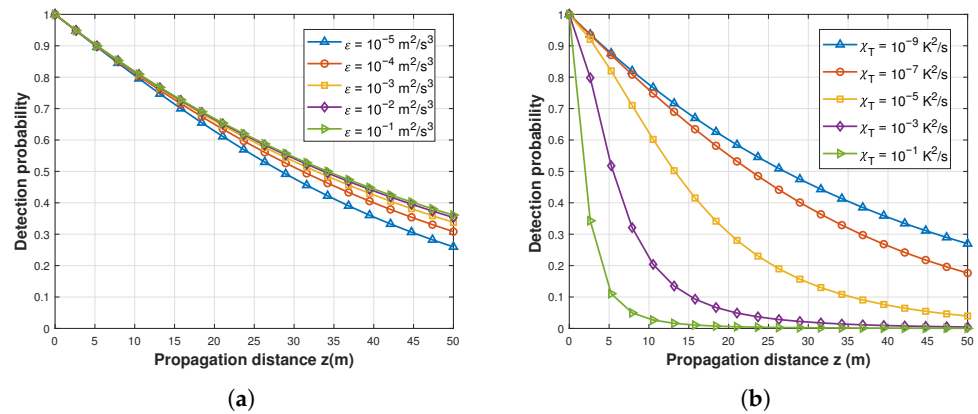 Detection probability
1
0.9
0.8
0.7
0.6
0.5
0.4
0.3
0.2
0.1
0
0 5 10 15 20 25 30 35 40 45 50
Propagation distance z(m)
ε = 10⁻⁵ m²/s³
ε = 10⁻⁴ m²/s³
ε = 10⁻³ m²/s³
ε = 10⁻² m²/s³
ε = 10⁻¹ m²/s³
(a)
Detection probability
1
0.9
0.8
0.7
0.6
0.5
0.4
0.3
0.2
0.1
0
0 5 10 15 20 25 30 35 40 45 50
Propagation distance z (m)
χT = 10⁻⁹ K²/s
χT = 10⁻⁷ K²/s
χT = 10⁻⁵ K²/s
χT = 10⁻³ K²/s
χT = 10⁻¹ K²/s
(b)